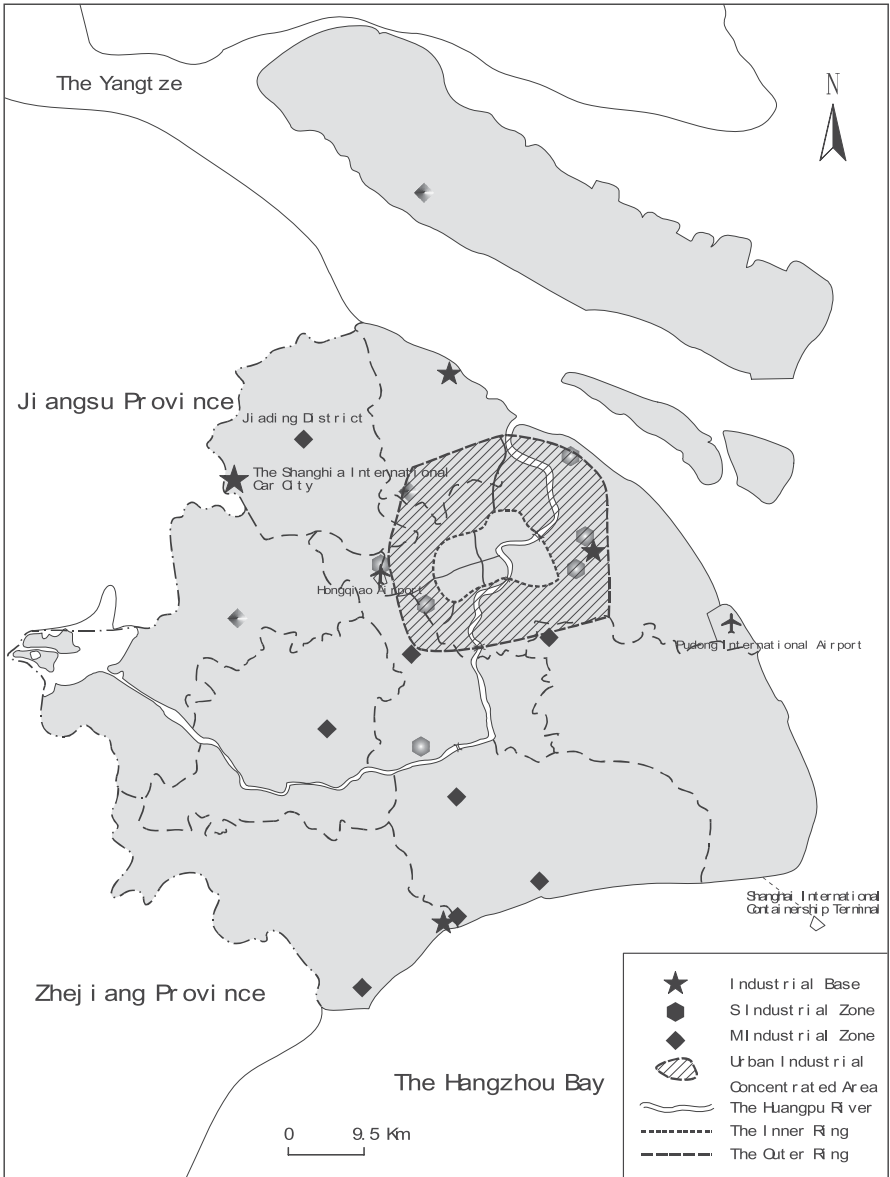 The Yangtze
N
Jiangsu Province
Jiading District
The Shanghia International
Car City
Hongqiao Airport
Pudong International Airport
Shanghai International
Containership Terminal
Zhejiang Province
The Hangzhou Bay
0 9.5 Km
Industrial Base
S Industrial Zone
M Industrial Zone
Urban Industrial
Concentrated Area
The Huangpu River
The Inner Ring
The Outer Ring